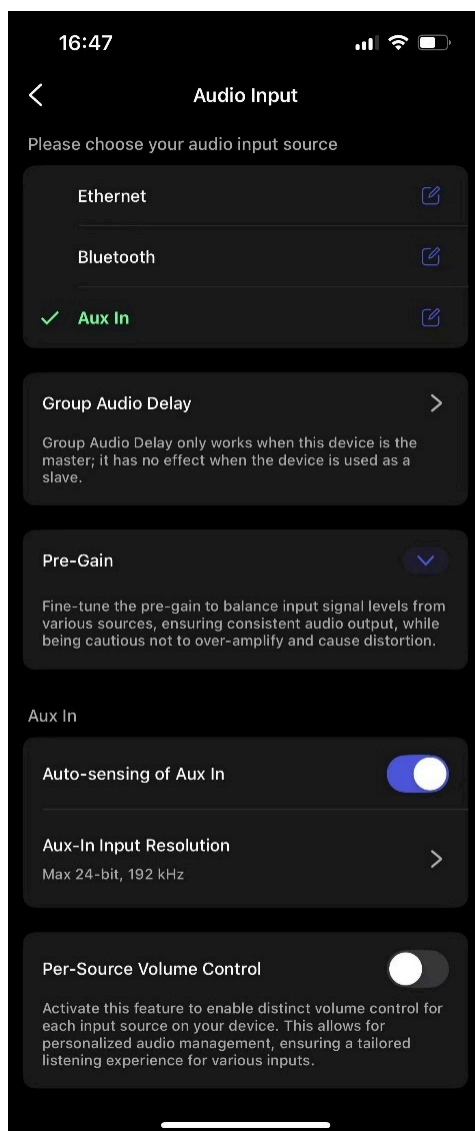 16:47
Audio Input
Please choose your audio input source
Ethernet
Bluetooth
Aux In
Group Audio Delay
Group Audio Delay only works when this device is the
master; it has no effect when the device is used as a
slave.
Pre-Gain
Fine-tune the pre-gain to balance input signal levels from
various sources, ensuring consistent audio output, while
being cautious not to over-amplify and cause distortion.
Aux In
Auto-sensing of Aux In
Aux-In Input Resolution
Max 24-bit, 192 kHz
Per-Source Volume Control
Activate this feature to enable distinct volume control for
each input source on your device. This allows for
personalized audio management, ensuring a tailored
listening experience for various inputs.